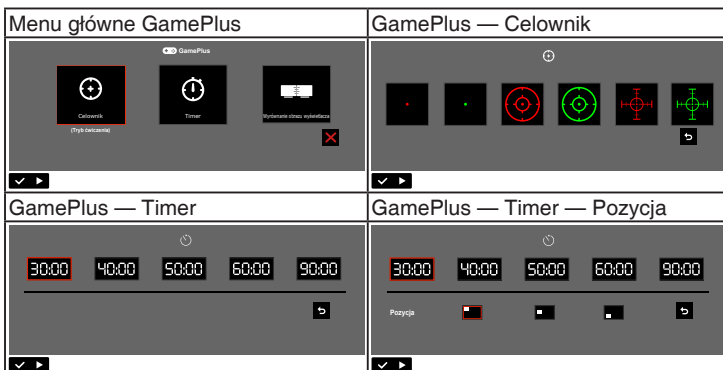 Menu główne GamePlus
GamePlus
Celownik
Timer
Wyrównanie obrazu wyświetlacza
(Tryb ćwiczenia)
GamePlus — Celownik
GamePlus — Timer
30:00 40:00 50:00 60:00 90:00
GamePlus — Timer — Pozycja
30:00 40:00 50:00 60:00 90:00
Pozycja